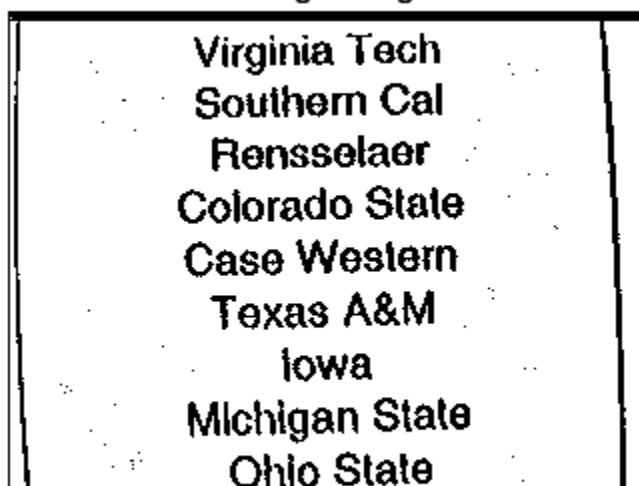 Virginia Tech
Southern Cal
Rensselaer
Colorado State
Case Western
Texas A&M
Iowa
Michigan State
Ohio State